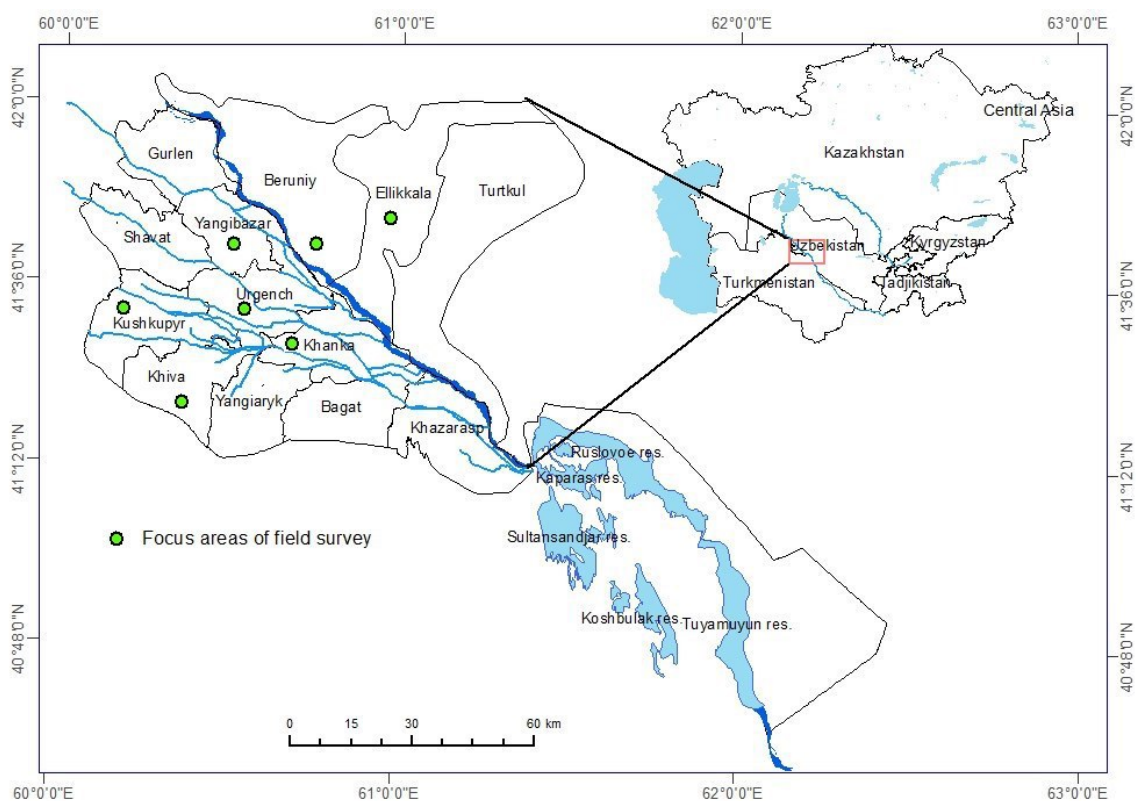 60°0'0"E
61°0'0"E
62°0'0"E
63°0'0"E
42°0'0"N
42°0'0"N
Central Asia
Kazakhstan
Gurlen
Beruniy
Ellikkala
Turtkul
Yangibazar
Shavat
Uzbekistan
Kyrgyzstan
Turkmenistan
Tadjikistan
41°36'0"N
41°36'0"N
Urgench
Kushkupyr
Khanka
Khiva
Yangiaryk
Bagat
Khazarasp
41°12'0"N
41°12'0"N
Ruslovoe res.
Kaparas res.
Sultansandjar res.
Focus areas of field survey
Koshbulak res.
Tuyamuyun res.
40°48'0"N
40°48'0"N
0 15 30 60 km
60°0'0"E
61°0'0"E
62°0'0"E
63°0'0"E